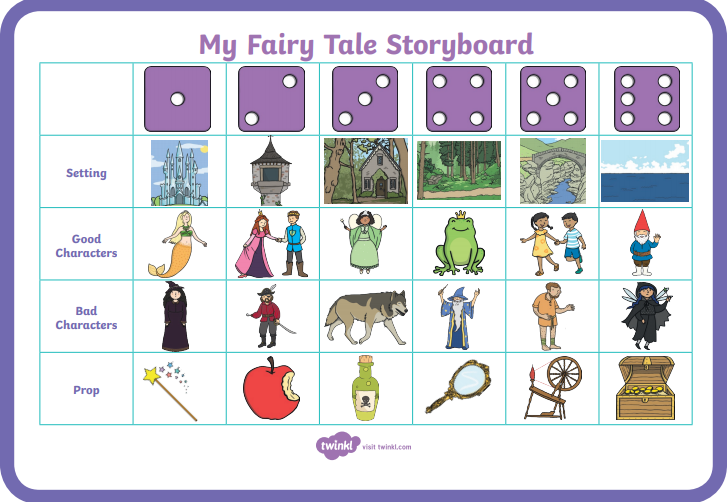 My Fairy Tale Storyboard
Setting
Good
Characters
Bad
Characters
Prop
twinkl visit twinkl.com